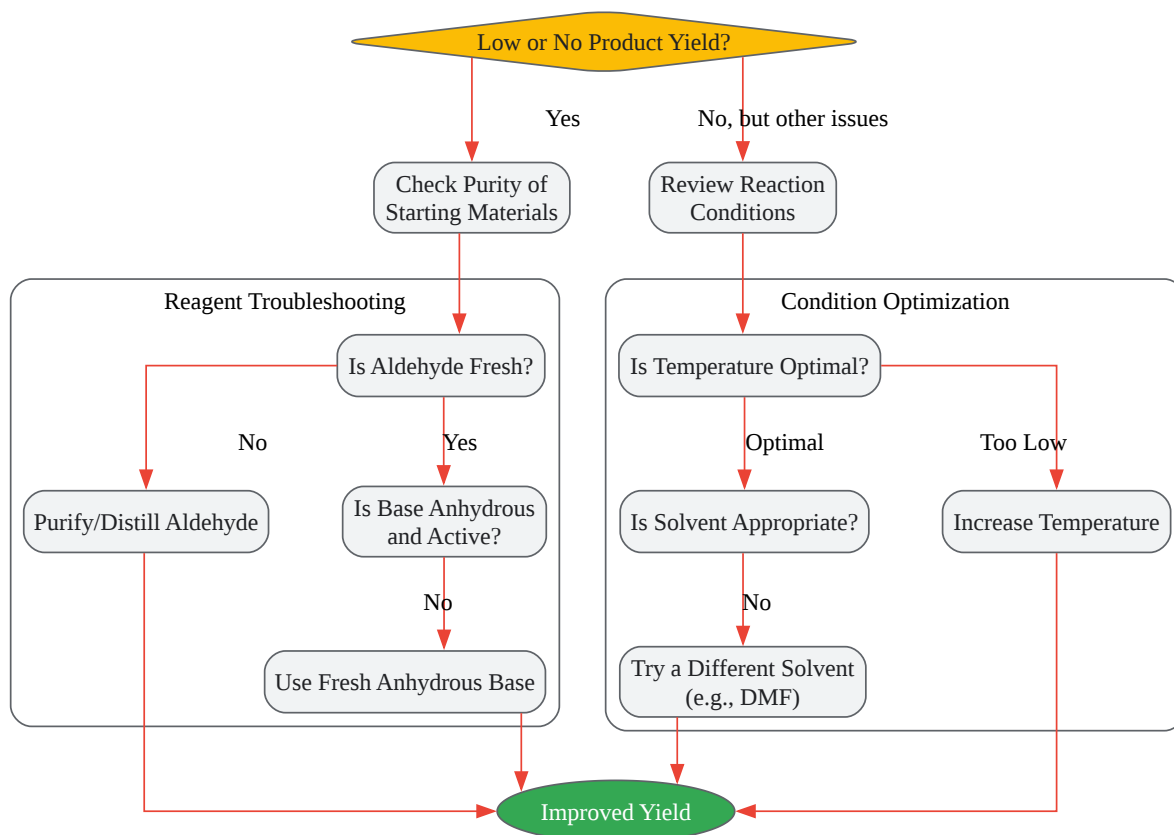 Low or No Product Yield?
Yes
No, but other issues
Check Purity of
Starting Materials
Review Reaction
Conditions
Reagent Troubleshooting
Condition Optimization
Is Aldehyde Fresh?
Is Temperature Optimal?
No
Yes
Optimal
Too Low
Purify/Distill Aldehyde
Is Base Anhydrous
and Active?
Is Solvent Appropriate?
Increase Temperature
No
No
Use Fresh Anhydrous Base
Try a Different Solvent
(e.g., DMF)
Improved Yield